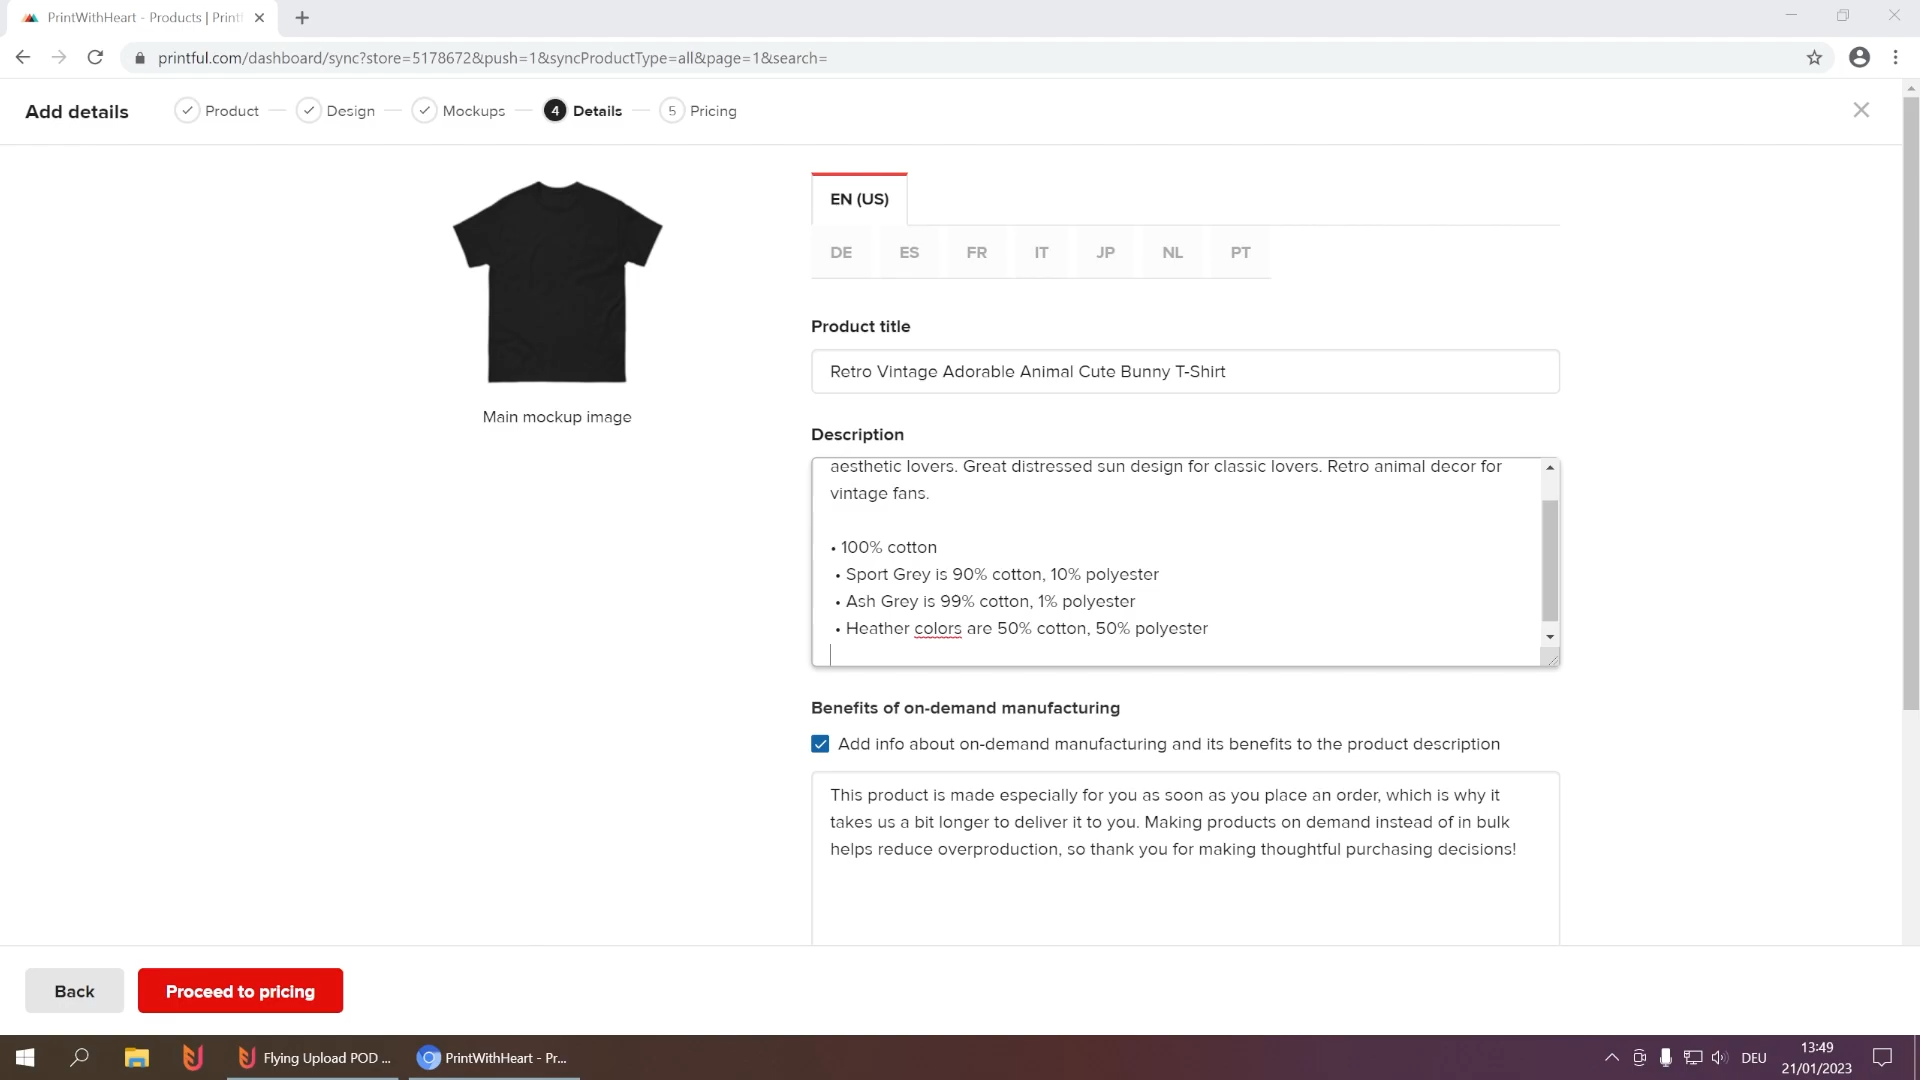 PrintWithHeart - Products | Print
printful.com/dashboard/sync?store=5178672&push=1&syncProductType=all&page=1&search=
Add details
Product
Design
Mockups
4 Details
5 Pricing
EN (US)
DE ES FR IT JP NL PT
Product title
Retro Vintage Adorable Animal Cute Bunny T-Shirt
Main mockup image
Description
aesthetic lovers. Great distressed sun design for classic lovers. Retro animal decor for
vintage fans.
• 100% cotton
• Sport Grey is 90% cotton, 10% polyester
• Ash Grey is 99% cotton, 1% polyester
• Heather colors are 50% cotton, 50% polyester
Benefits of on-demand manufacturing
Add info about on-demand manufacturing and its benefits to the product description
This product is made especially for you as soon as you place an order, which is why it
takes us a bit longer to deliver it to you. Making products on demand instead of in bulk
helps reduce overproduction, so thank you for making thoughtful purchasing decisions!
Back
Proceed to pricing
Flying Upload POD ...
PrintWithHeart - Pr...
DEU
13:49
21/01/2023